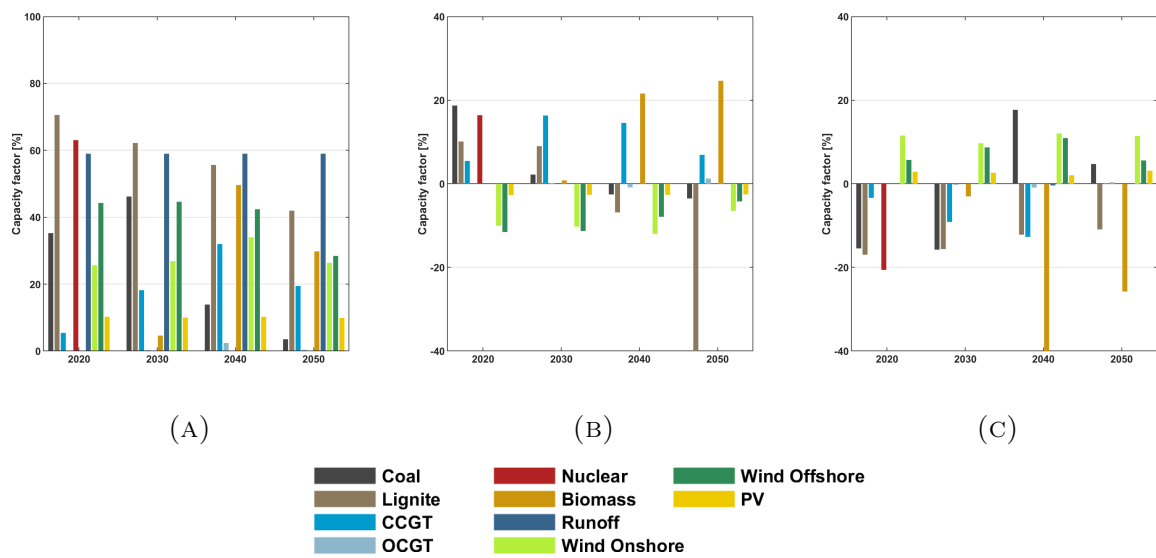 Capacity factor [%]
100
80
60
40
20
0
2020 2030 2040 2050
(A)
Capacity factor [%]
40
20
0
-20
-40
2020 2030 2040 2050
(B)
Capacity factor [%]
40
20
0
-20
-40
2020 2030 2040 2050
(C)
Coal
Lignite
CCGT
OCGT
Nuclear
Biomass
Runoff
Wind Onshore
Wind Offshore
PV